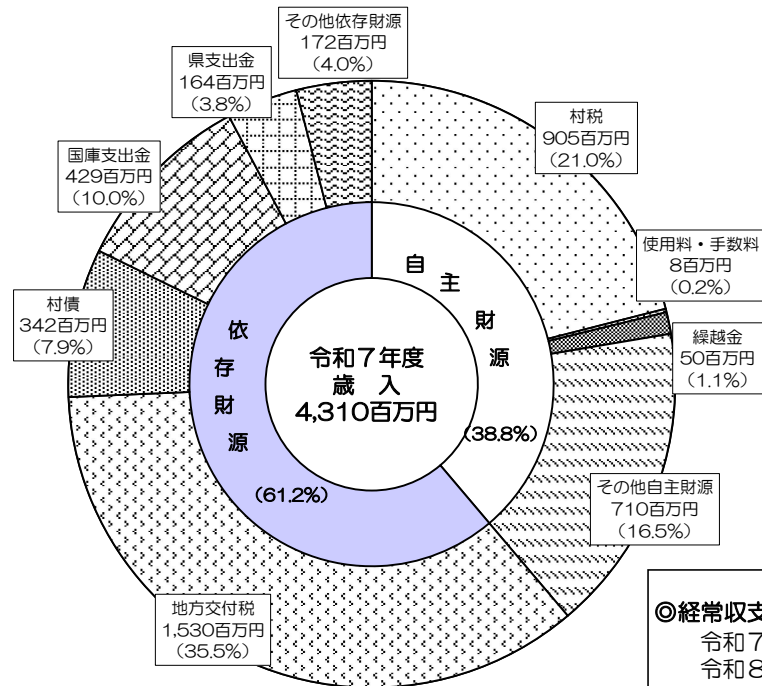 その他依存財源
172百万円
（4.0%）
県支出金
164百万円
（3.8%）
国庫支出金
429百万円
（10.0%）
村債
342百万円
（7.9%）
地方交付税
1,530百万円
（35.5%）
村税
905百万円
（21.0%）
使用料・手数料
8百万円
（0.2%）
繰越金
50百万円
（1.1%）
その他自主財源
710百万円
（16.5%）
自主財源
（38.8%）
依存財源
（61.2%）
令和７年度
歳　入
4,310百万円
◎経常収支
令和７
令和８